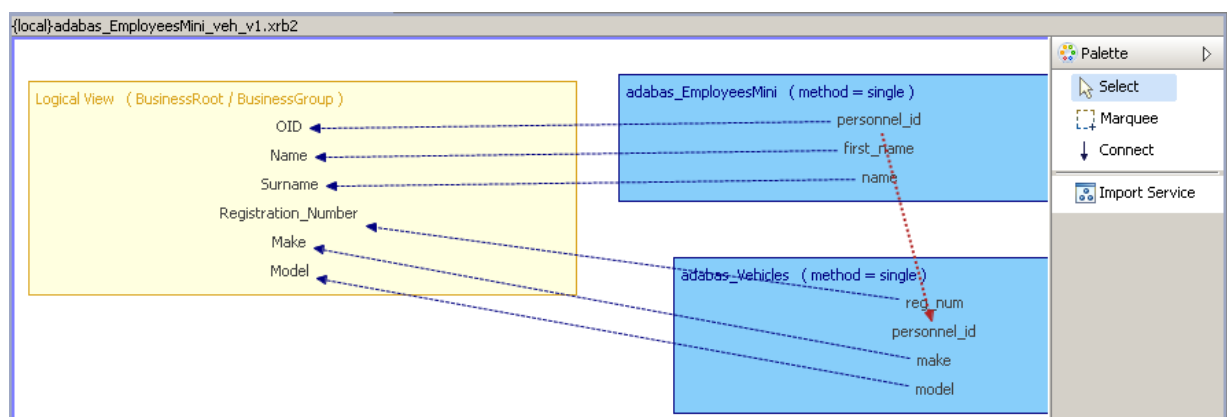 {local}adabas_EmployeesMini_veh_v1.xrb2
Logical View ( BusinessRoot / BusinessGroup )
OID
Name
Surname
Registration_Number
Make
Model
adabas_EmployeesMini ( method = single )
personnel_id
first_name
name
adabas_Vehicles ( method = single )
reg_num
personnel_id
make
model
Palette
Select
Marquee
Connect
Import Service